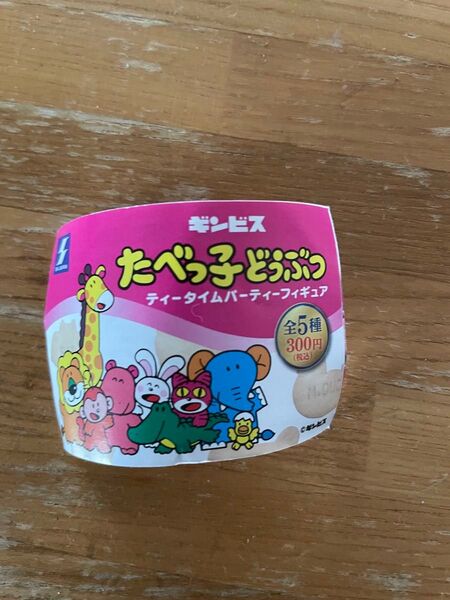 ギンビス
たべっ子どうぶつ
ティータイムパーティーフィギュア
全5種
300円
(税込)
©ギンビス